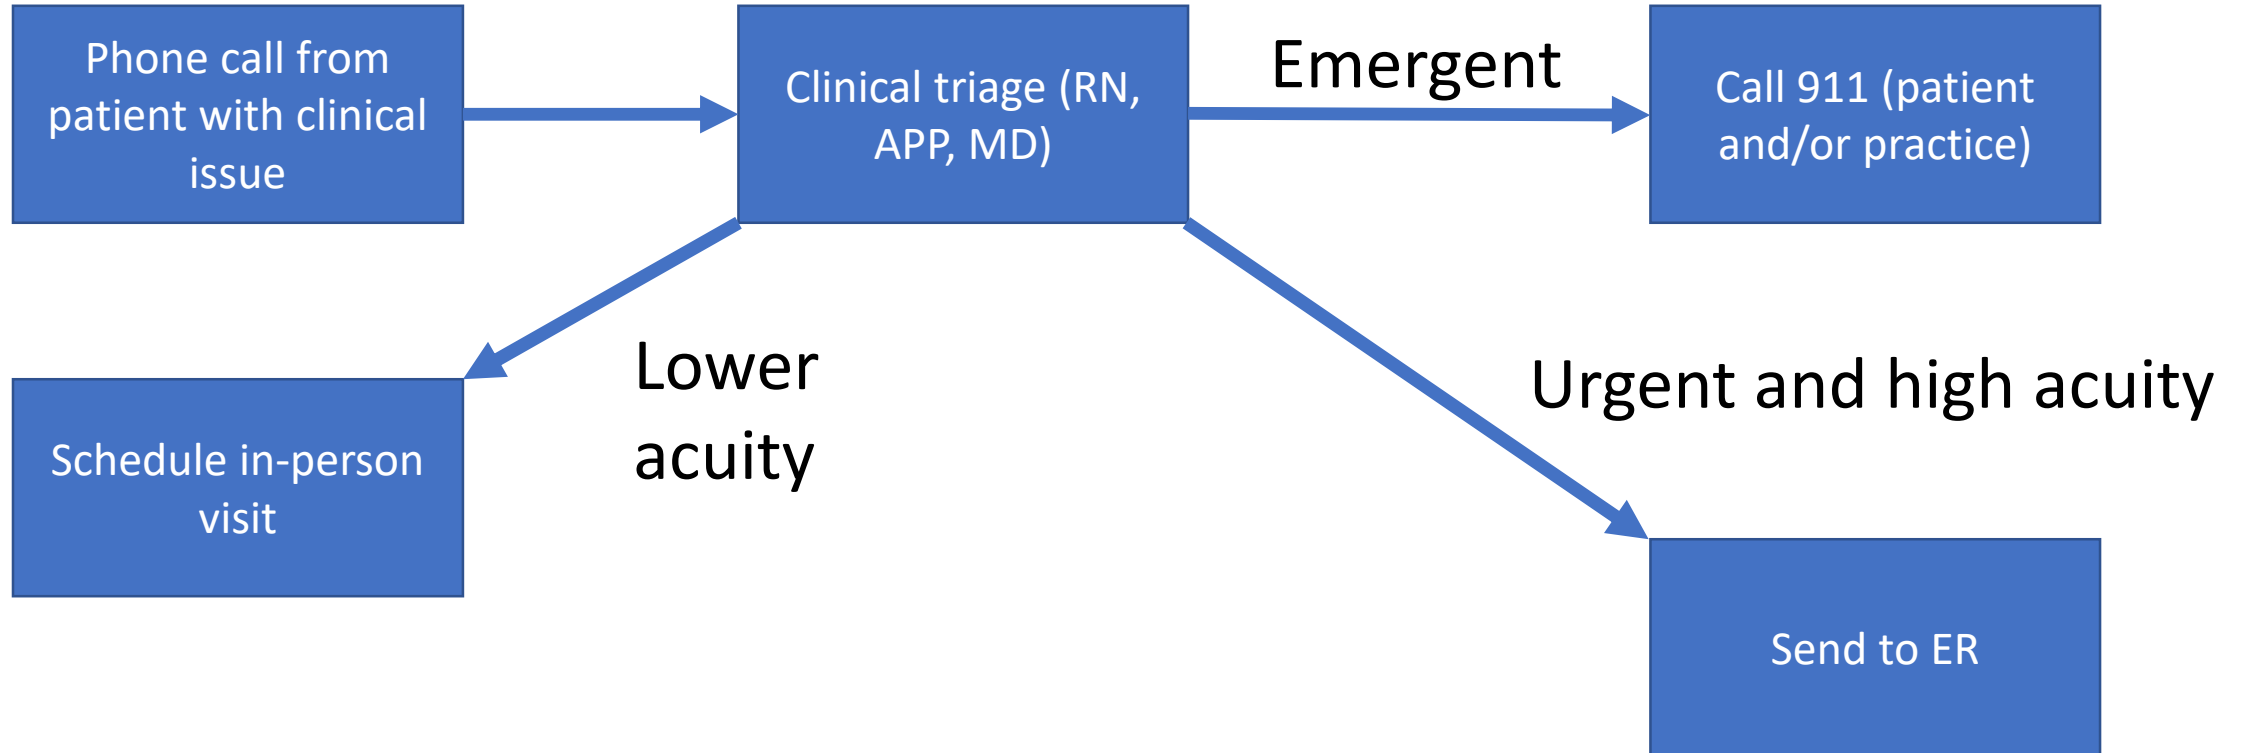 Phone call from
patient with clinical
issue
Clinical triage (RN,
APP, MD)
Emergent
Call 911 (patient
and/or practice)
Lower
acuity
Urgent and high acuity
Schedule in-person
visit
Send to ER